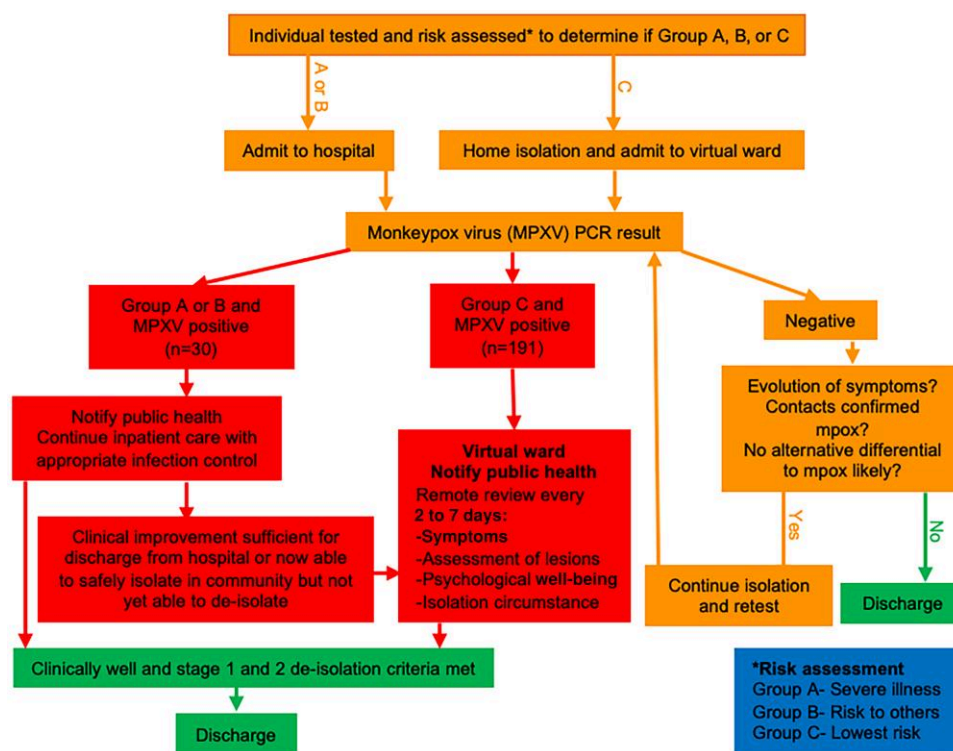 Individual tested and risk assessed* to determine if Group A, B, or C
A or B
C
Admit to hospital
Home isolation and admit to virtual ward
Monkeypox virus (MPXV) PCR result
Group A or B and
MPXV positive
(n=30)
Group C and
MPXV positive
(n=191)
Negative
Notify public health
Continue inpatient care with
appropriate infection control
Evolution of symptoms?
Contacts confirmed
mpox?
No alternative differential
to mpox likely?
Virtual ward
Notify public health
Remote review every
2 to 7 days:
-Symptoms
-Assessment of lesions
-Psychological well-being
-Isolation circumstance
Clinical improvement sufficient for
discharge from hospital or now able
to safely isolate in community but not
yet able to de-isolate
Yes
No
Continue isolation
and retest
Discharge
Clinically well and stage 1 and 2 de-isolation criteria met
Discharge
*Risk assessment
Group A- Severe illness
Group B- Risk to others
Group C- Lowest risk